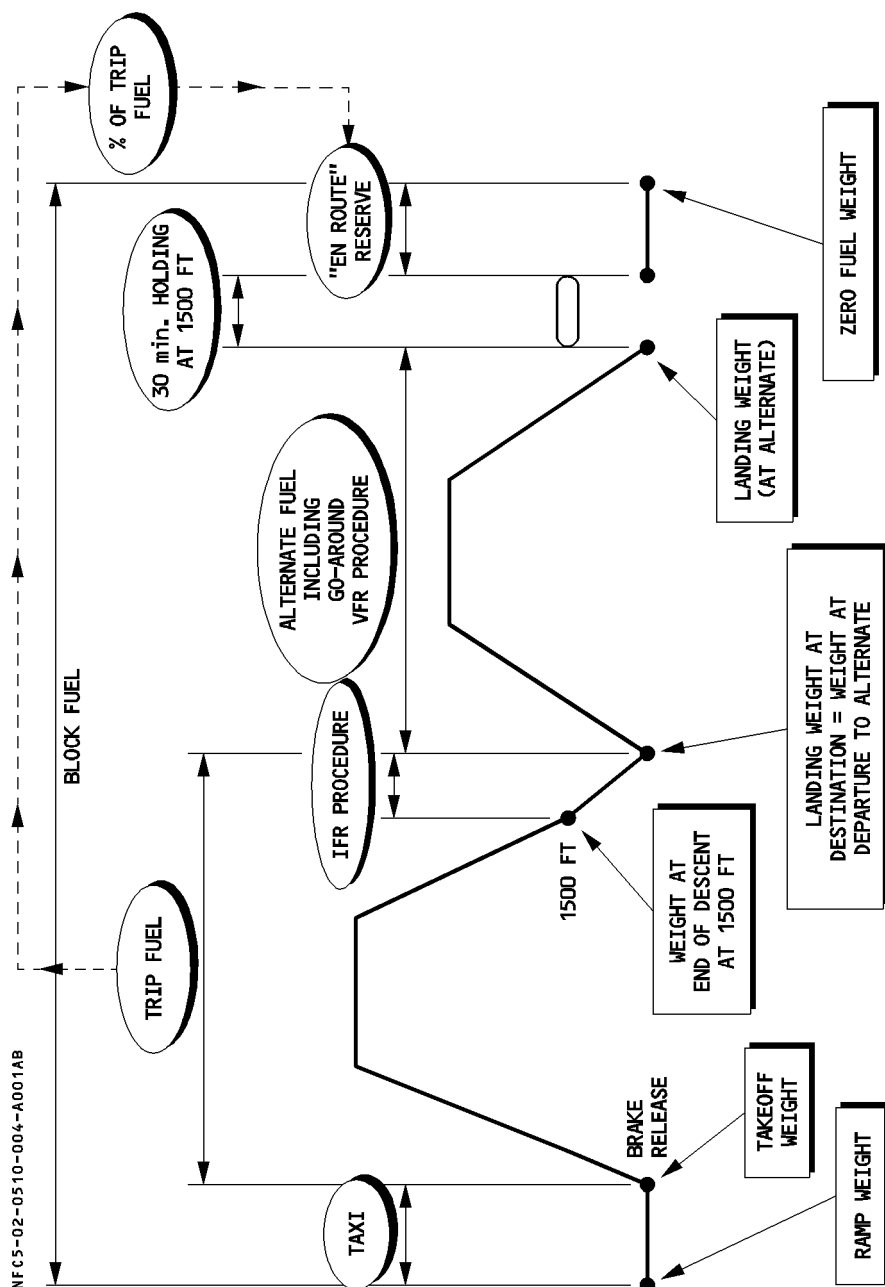 NFC5-02-0510-004-A001AB
BLOCK FUEL
TRIP FUEL
% OF TRIP
FUEL
30 min. HOLDING
AT 1500 FT
"EN ROUTE"
RESERVE
ALTERNATE FUEL
INCLUDING
GO-AROUND
VFR PROCEDURE
IFR PROCEDURE
TAXI
1500 FT
BRAKE
RELEASE
TAKEOFF
WEIGHT
RAMP WEIGHT
WEIGHT AT
END OF DESCENT
AT 1500 FT
LANDING WEIGHT AT
DESTINATION = WEIGHT AT
DEPARTURE TO ALTERNATE
LANDING WEIGHT
(AT ALTERNATE)
ZERO FUEL WEIGHT